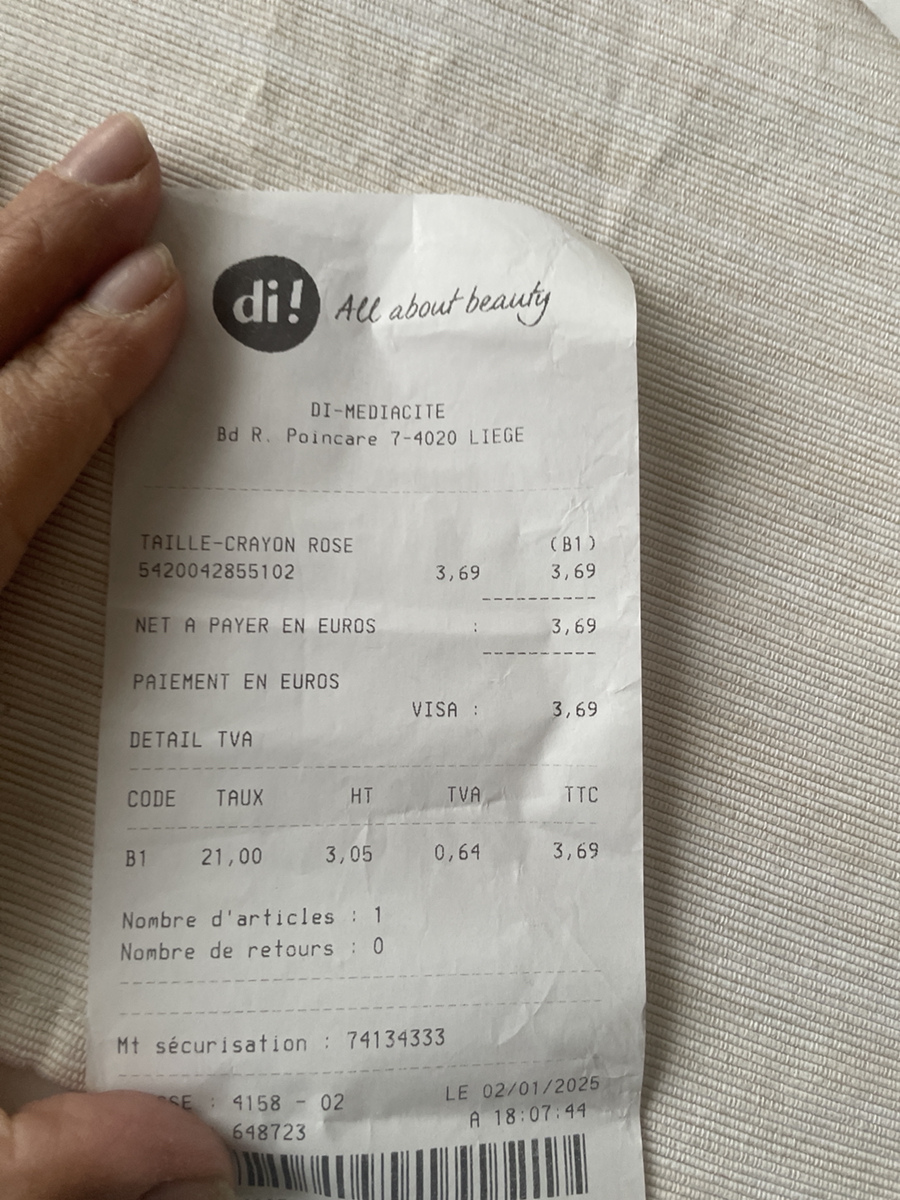 di! All about beauty
DI-MEDIACITE
Bd R. Poincare 7-4020 LIEGE
TAILLE-CRAYON ROSE (B1)
5420042855102 3,69 3,69
NET A PAYER EN EUROS : 3,69
PAIEMENT EN EUROS
VISA : 3,69
DETAIL TVA
CODE TAUX HT TVA TTC
B1 21,00 3,05 0,64 3,69
Nombre d'articles : 1
Nombre de retours : 0
Mt sécurisation : 74134333
: 4158 - 02 LE 02/01/2025
648723 A 18:07:44